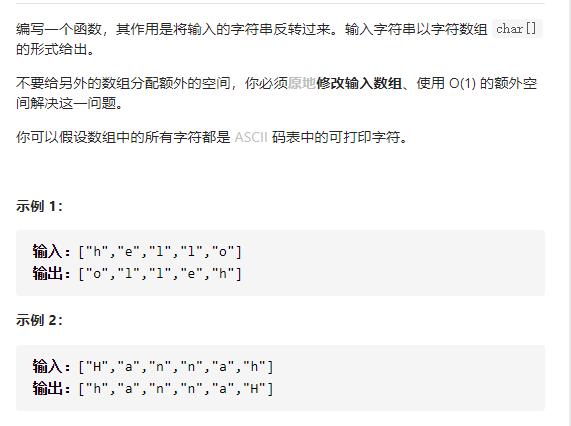 编写一个函数，其作用是将输入的字符串反转过来。输入字符串以字符数组 char[]
的形式给出。
不要给另外的数组分配额外的空间，你必须原地修改输入数组、使用 O(1) 的额外空
间解决这一问题。
你可以假设数组中的所有字符都是 ASCII 码表中的可打印字符。
示例 1：
输入：["h","e","l","l","o"]
输出：["o","l","l","e","h"]
示例 2：
输入：["H","a","n","n","a","h"]
输出：["h","a","n","n","a","H"]